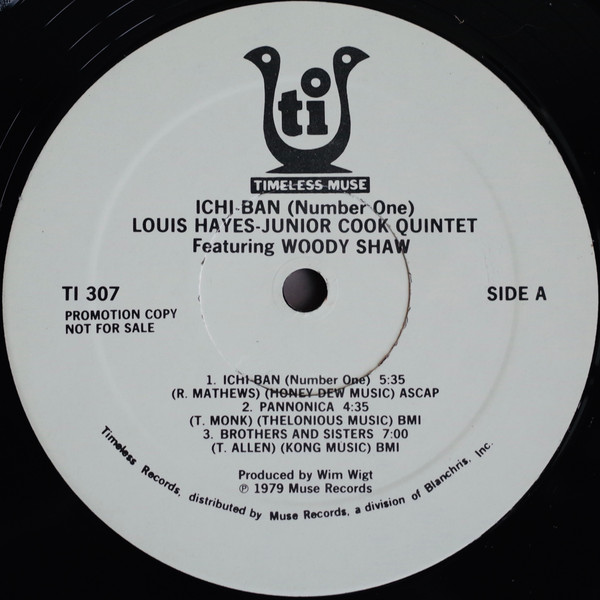 ti
TIMELESS MUSE
ICHI-BAN (Number One)
LOUIS HAYES-JUNIOR COOK QUINTET
Featuring WOODY SHAW
TI 307
SIDE A
PROMOTION COPY
NOT FOR SALE
1. ICHI-BAN (Number One) 5:35
(R. MATHEWS) (HONEY DEW MUSIC) ASCAP
2. PANNONICA 4:35
(T. MONK) (THELONIOUS MUSIC) BMI
3. BROTHERS AND SISTERS 7:00
(T. ALLEN) (KONG MUSIC) BMI
Produced by Wim Wigt
℗ 1979 Muse Records
Timeless Records, distributed by Muse Records, a division of Blanchris, Inc.